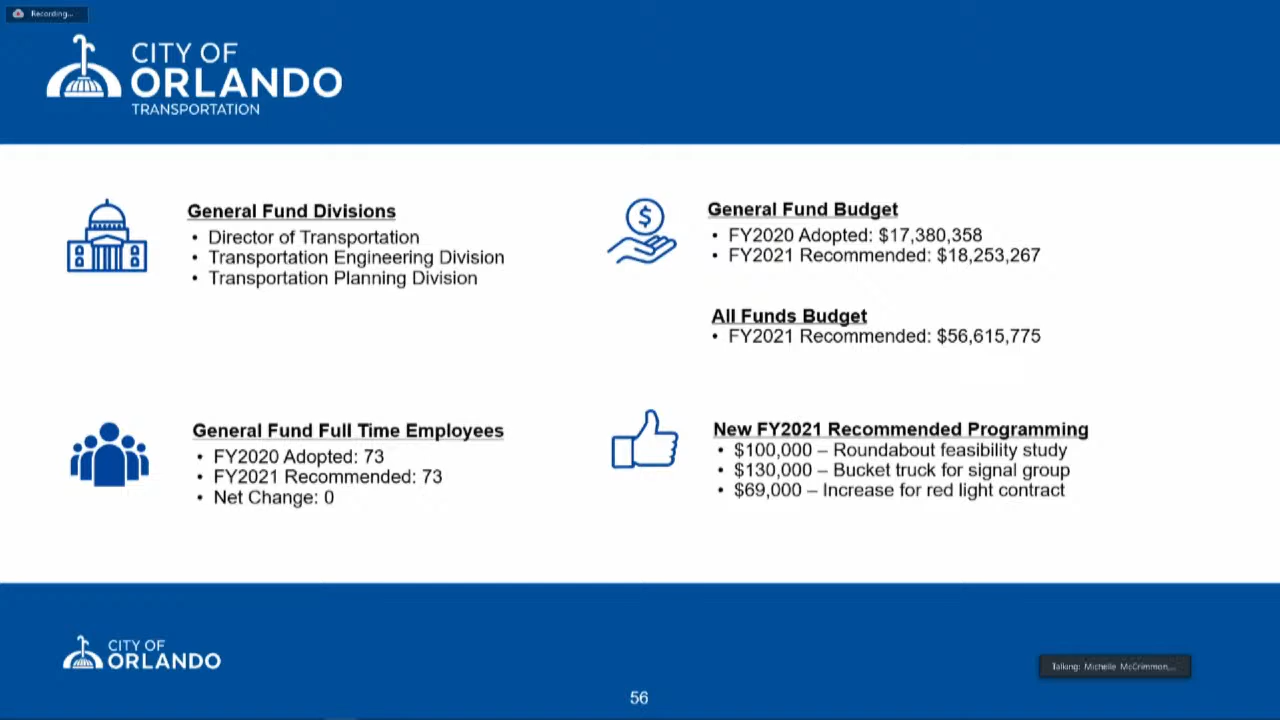 Recording...
CITY OF
ORLANDO
TRANSPORTATION
General Fund Divisions
• Director of Transportation
• Transportation Engineering Division
• Transportation Planning Division
$
General Fund Budget
• FY2020 Adopted: $17,380,358
• FY2021 Recommended: $18,253,267
All Funds Budget
• FY2021 Recommended: $56,615,775
General Fund Full Time Employees
• FY2020 Adopted: 73
• FY2021 Recommended: 73
• Net Change: 0
New FY2021 Recommended Programming
• $100,000 – Roundabout feasibility study
• $130,000 – Bucket truck for signal group
• $69,000 – Increase for red light contract
CITY OF
ORLANDO
Talking: Michelle McCrimmon,...
56